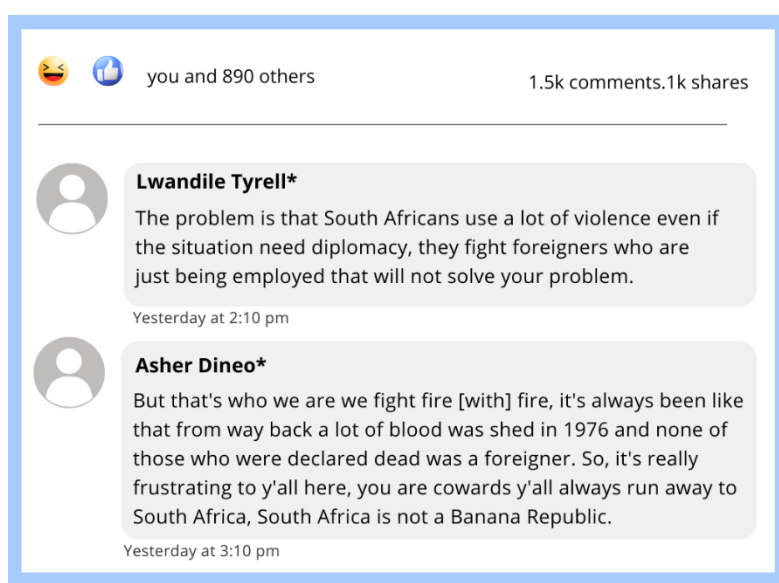 you and 890 others
1.5k comments.1k shares
Lwandile Tyrell*
The problem is that South Africans use a lot of violence even if
the situation need diplomacy, they fight foreigners who are
just being employed that will not solve your problem.
Yesterday at 2:10 pm
Asher Dineo*
But that's who we are we fight fire [with] fire, it's always been like
that from way back a lot of blood was shed in 1976 and none of
those who were declared dead was a foreigner. So, it's really
frustrating to y'all here, you are cowards y'all always run away to
South Africa, South Africa is not a Banana Republic.
Yesterday at 3:10 pm